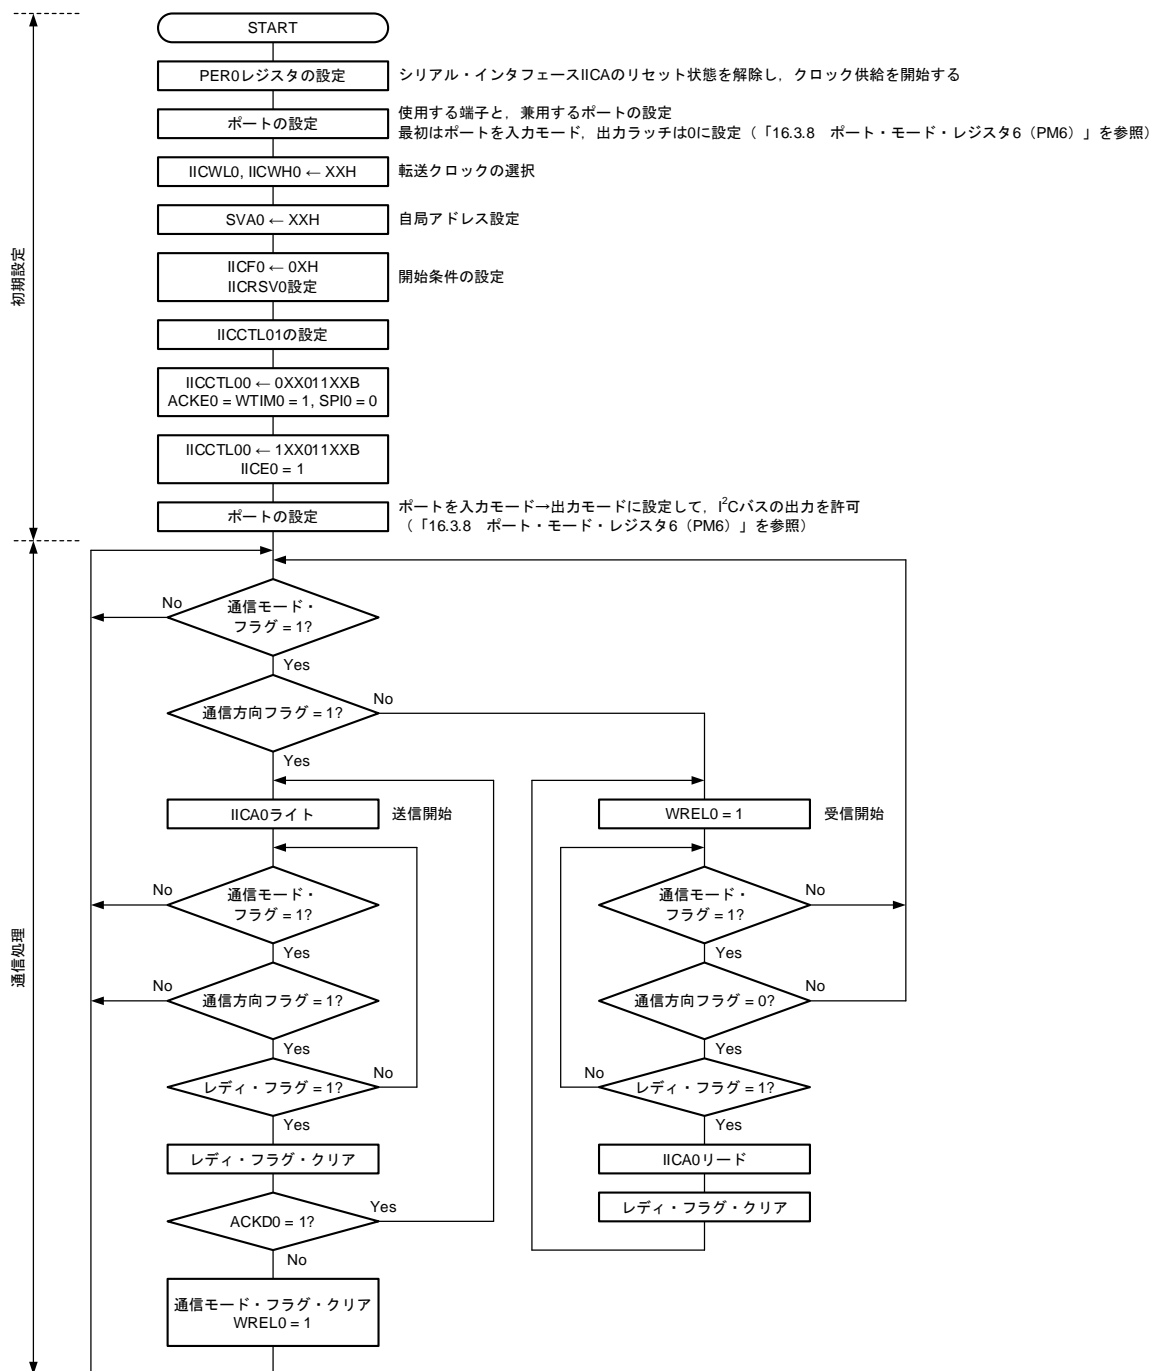 START
PER0レジスタの設定
シリアル・インタフェースIICAのリセット状態を解除し，クロック供給を開始する
ポートの設定
使用する端子と，兼用するポートの設定
最初はポートを入力モード，出力ラッチは0に設定（「16.3.8　ポート・モード・レジスタ6（PM6）」を参照）
IICWL0, IICWH0 ← XXH
転送クロックの選択
SVA0 ← XXH
自局アドレス設定
初期設定
IICF0 ← 0XH
IICRSV0設定
開始条件の設定
IICCTL01の設定
IICCTL00 ← 0XX011XXB
ACKE0 = WTIM0 = 1, SPI0 = 0
IICCTL00 ← 1XX011XXB
IICE0 = 1
ポートの設定
ポートを入力モード→出力モードに設定して，I²Cバスの出力を許可
（「16.3.8　ポート・モード・レジスタ6（PM6）」を参照）
No
通信モード・
フラグ = 1?
Yes
通信方向フラグ = 1?
No
Yes
IICA0ライト
送信開始
WREL0 = 1
受信開始
No
通信モード・
フラグ = 1?
Yes
通信モード・
フラグ = 1?
No
Yes
通信処理
No
通信方向フラグ = 1?
Yes
通信方向フラグ = 0?
No
Yes
レディ・フラグ = 1?
No
Yes
No
レディ・フラグ = 1?
Yes
レディ・フラグ・クリア
IICA0リード
レディ・フラグ・クリア
ACKD0 = 1?
Yes
No
通信モード・フラグ・クリア
WREL0 = 1